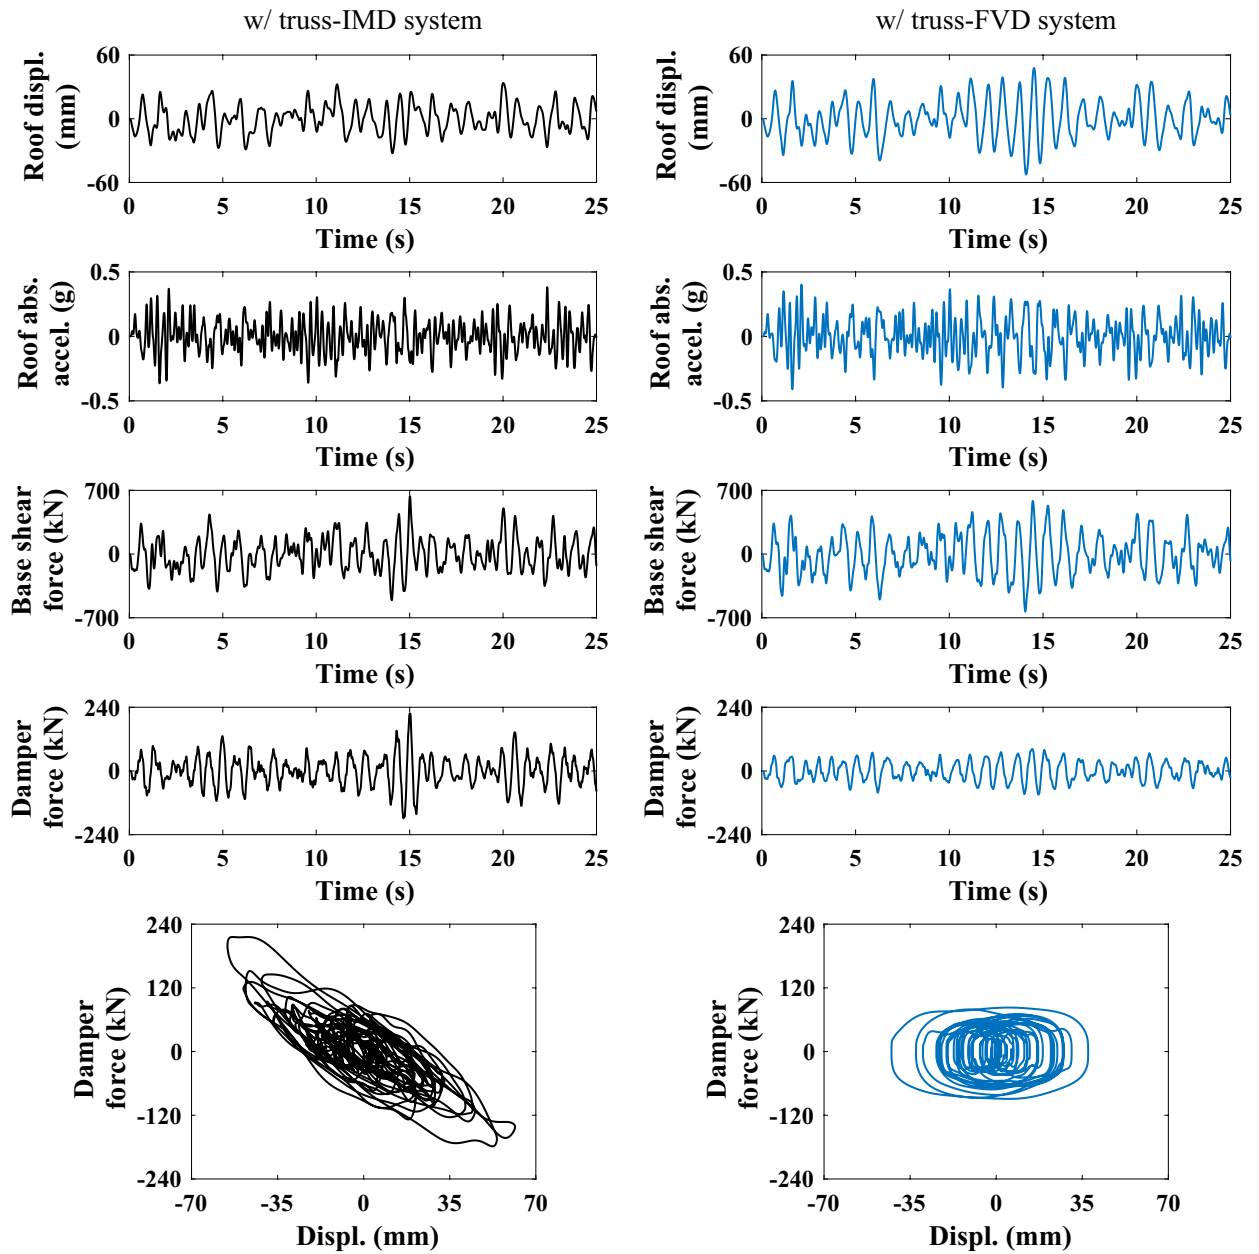 w/ truss-IMD system
w/ truss-FVD system
Roof displ.
(mm)
60
0
-60
0 5 10 15 20 25
Time (s)
Roof displ.
(mm)
60
0
-60
0 5 10 15 20 25
Time (s)
Roof abs.
accel. (g)
0.5
0
-0.5
0 5 10 15 20 25
Time (s)
Roof abs.
accel. (g)
0.5
0
-0.5
0 5 10 15 20 25
Time (s)
Base shear
force (kN)
700
0
-700
0 5 10 15 20 25
Time (s)
Base shear
force (kN)
700
0
-700
0 5 10 15 20 25
Time (s)
Damper
force (kN)
240
0
-240
0 5 10 15 20 25
Time (s)
Damper
force (kN)
240
0
-240
0 5 10 15 20 25
Time (s)
Damper
force (kN)
240
120
0
-120
-240
-70 -35 0 35 70
Displ. (mm)
Damper
force (kN)
240
120
0
-120
-240
-70 -35 0 35 70
Displ. (mm)